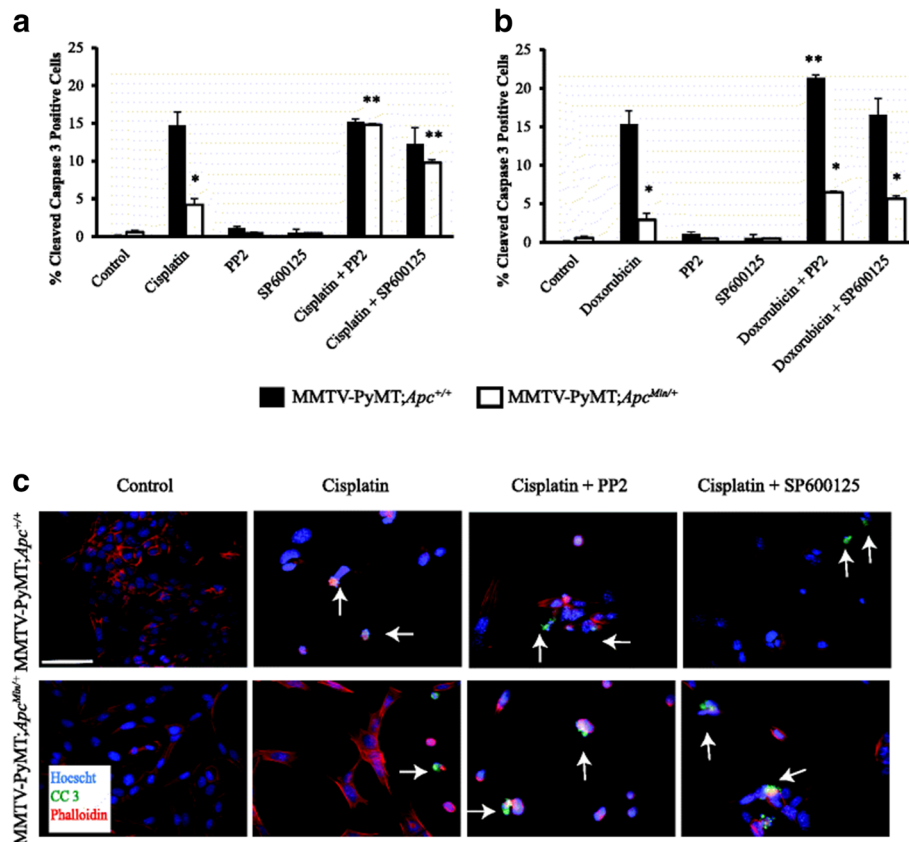 a
% Cleaved Caspase 3 Positive Cells
25
20
15
10
5
0
*
**
**
Control
Cisplatin
PP2
SP600125
Cisplatin + PP2
Cisplatin + SP600125
b
% Cleaved Caspase 3 Positive Cells
25
20
15
10
5
0
*
**
*
*
Control
Doxorubicin
PP2
SP600125
Doxorubicin + PP2
Doxorubicin + SP600125
MMTV-PyMT;Apc+/+
MMTV-PyMT;ApcMin/+
c
Control
Cisplatin
Cisplatin + PP2
Cisplatin + SP600125
MMTV-PyMT;Apc+/+
MMTV-PyMT;ApcMin/+
Hoescht
CC 3
Phalloidin